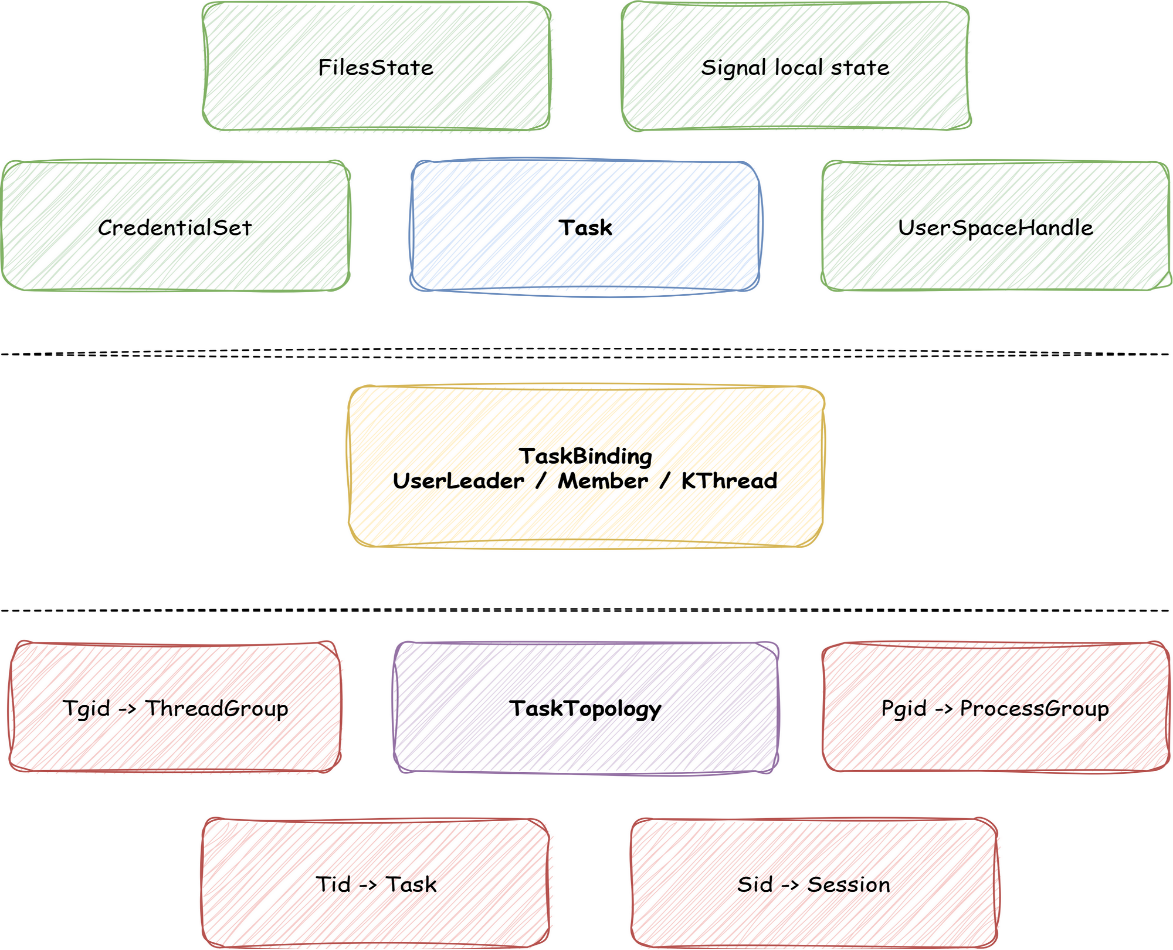 FilesState
Signal local state
CredentialSet
Task
UserSpaceHandle
TaskBinding
UserLeader / Member / KThread
Tgid -> ThreadGroup
TaskTopology
Pgid -> ProcessGroup
Tid -> Task
Sid -> Session